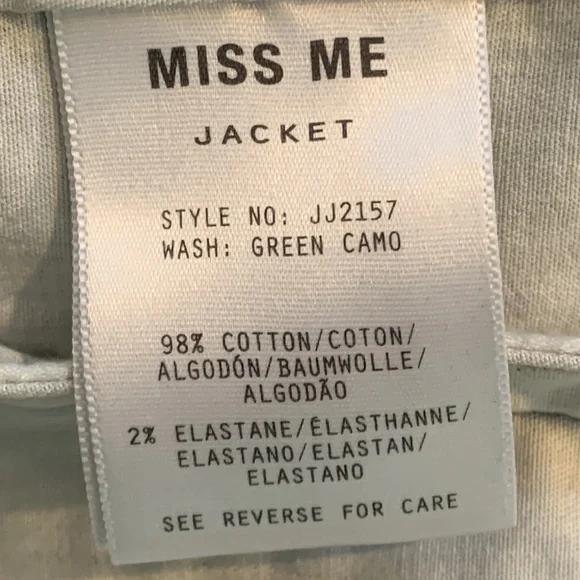 MISS ME
JACKET
STYLE NO: JJ2157
WASH: GREEN CAMO
98% COTTON/COTON/
ALGODÓN/BAUMWOLLE/
ALGODÃO
2% ELASTANE/ÉLASTHANNE/
ELASTANO/ELASTAN/
ELASTANO
SEE REVERSE FOR CARE